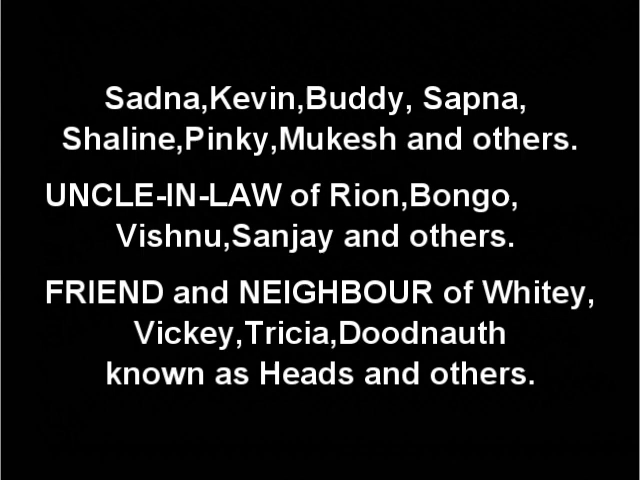 Sadna,Kevin,Buddy, Sapna,
Shaline,Pinky,Mukesh and others.
UNCLE-IN-LAW of Rion,Bongo,
Vishnu,Sanjay and others.
FRIEND and NEIGHBOUR of Whitey,
Vickey,Tricia,Doodnauth
known as Heads and others.